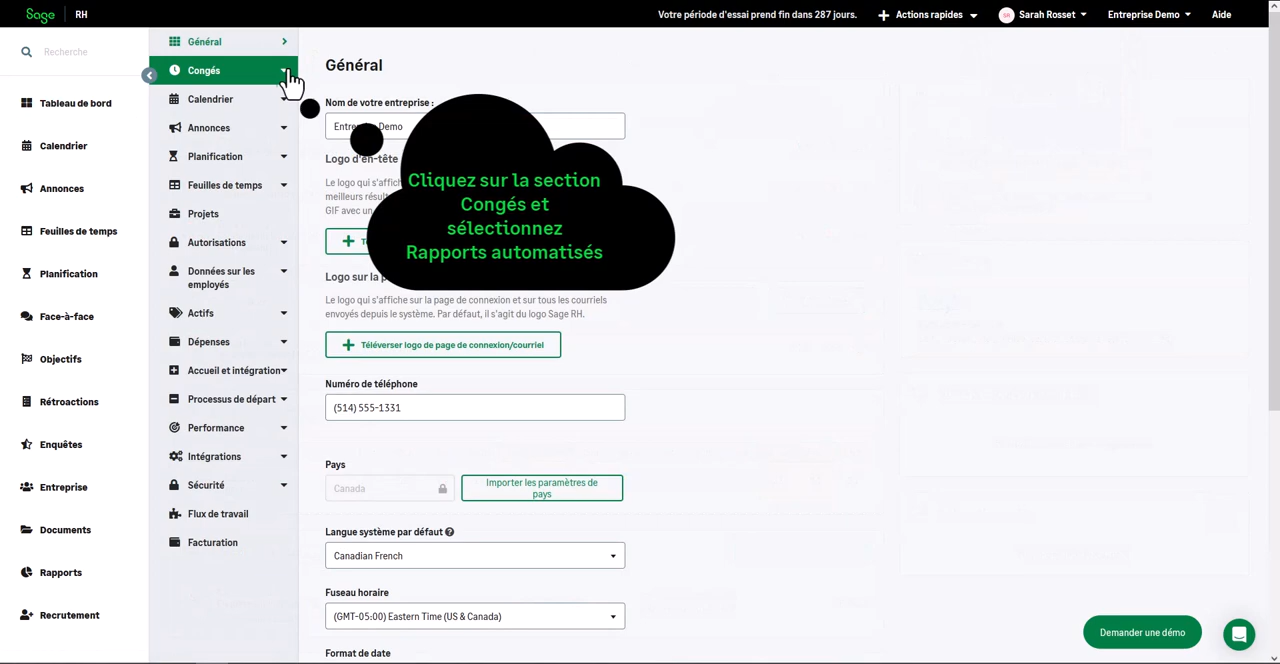 Sage RH
Votre période d'essai prend fin dans 287 jours.
Actions rapides
SR Sarah Rosset
Entreprise Demo
Aide
Recherche
Tableau de bord
Calendrier
Annonces
Feuilles de temps
Planification
Face-à-face
Objectifs
Rétroactions
Enquêtes
Entreprise
Documents
Rapports
Recrutement
Général
Congés
Calendrier
Annonces
Planification
Feuilles de temps
Projets
Autorisations
Données sur les
employés
Actifs
Dépenses
Accueil et intégration
Processus de départ
Performance
Intégrations
Sécurité
Flux de travail
Facturation
Général
Nom de votre entreprise :
Demo
Logo d'en-tête
Le logo qui s'affic
meilleurs résul
GIF avec un
Logo sur la
Le logo qui s'affiche sur la page de connexion et sur tous les courriels
envoyés depuis le système. Par défaut, il s'agit du logo Sage RH.
Téléverser logo de page de connexion/courriel
Numéro de téléphone
(514) 555-1331
Pays
Canada
Importer les paramètres de
pays
Langue système par défaut
Canadian French
Fuseau horaire
(GMT-05:00) Eastern Time (US & Canada)
Format de date
Cliquez sur la section
Congés et
sélectionnez
Rapports automatisés
Demander une démo